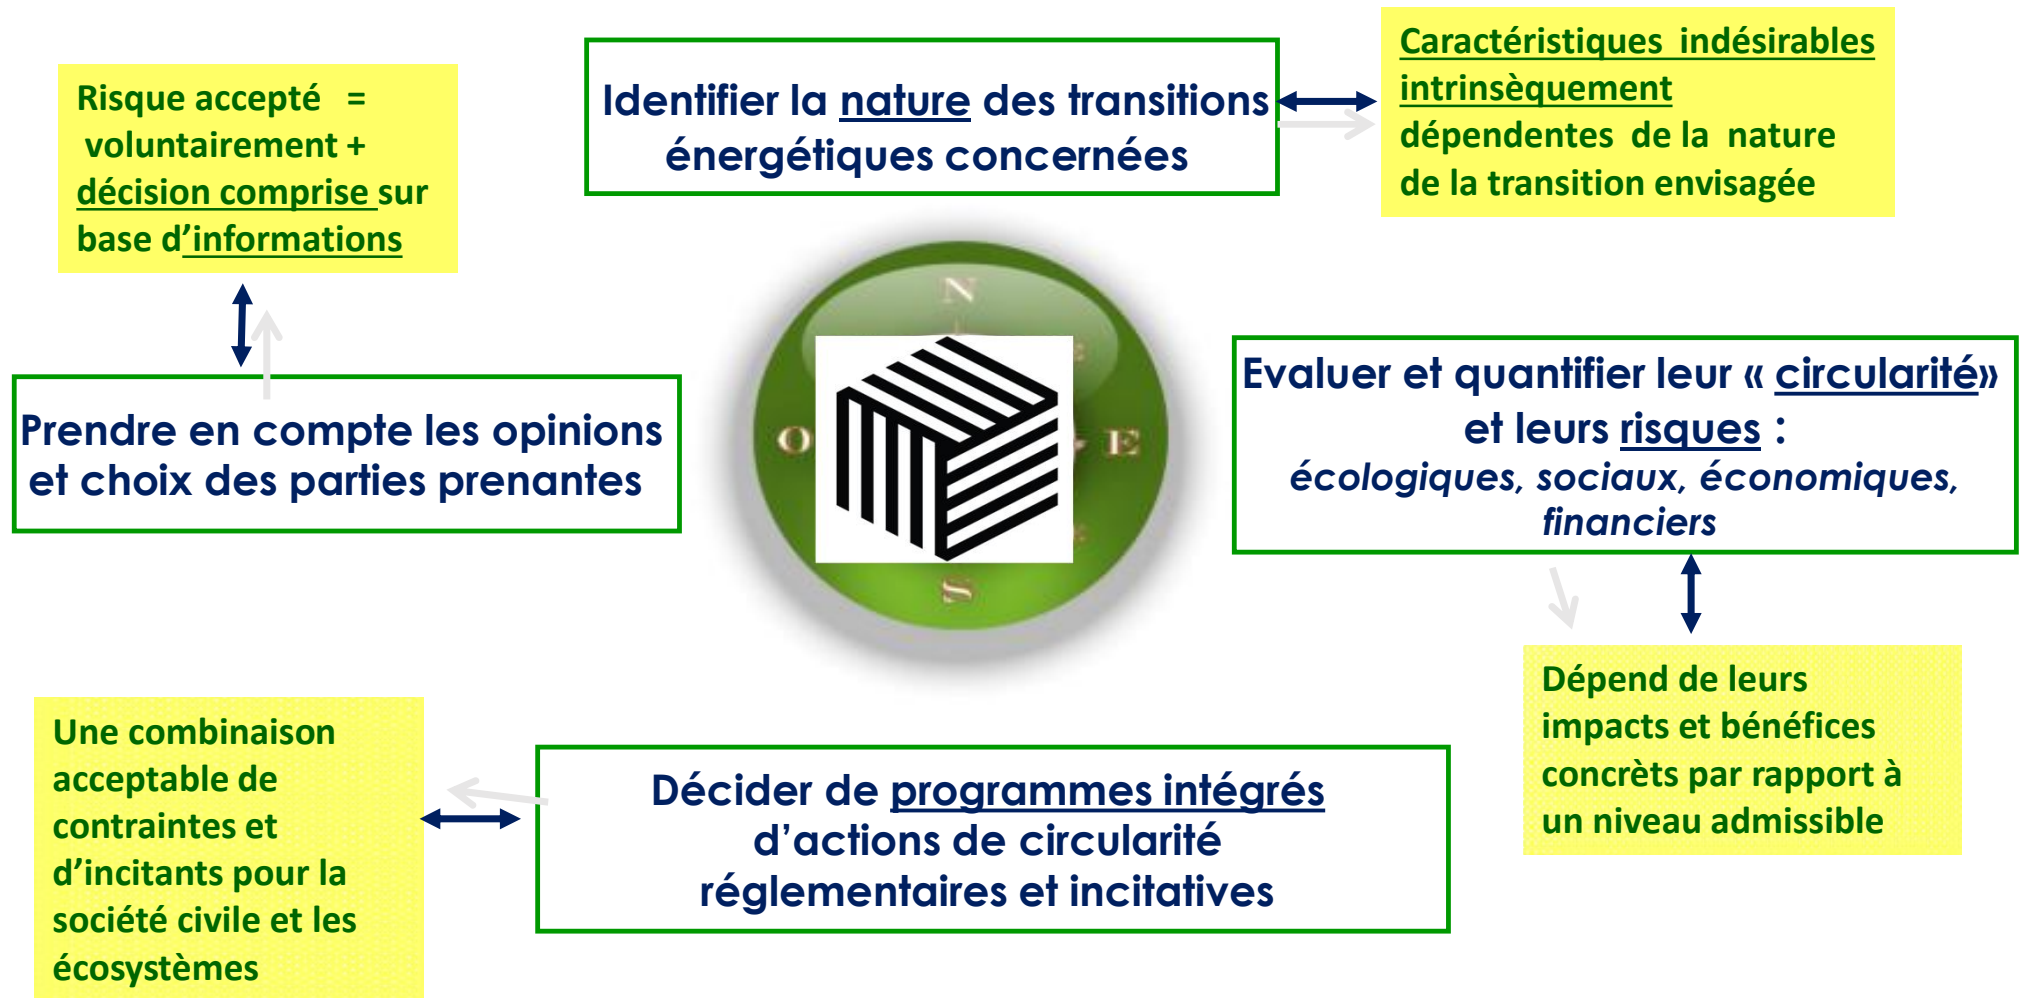 Risque accepté =
voluntairement +
décision comprise sur
base d'informations
Identifier la nature des transitions
énergétiques concernées
Caractéristiques indésirables
intrinsèquement
dépendentes de la nature
de la transition envisagée
Prendre en compte les opinions
et choix des parties prenantes
N
O
E
S
Evaluer et quantifier leur « circularité»
et leurs risques :
écologiques, sociaux, économiques,
financiers
Une combinaison
acceptable de
contraintes et
d'incitants pour la
société civile et les
écosystèmes
Décider de programmes intégrés
d'actions de circularité
réglementaires et incitatives
Dépend de leurs
impacts et bénéfices
concrèts par rapport à
un niveau admissible